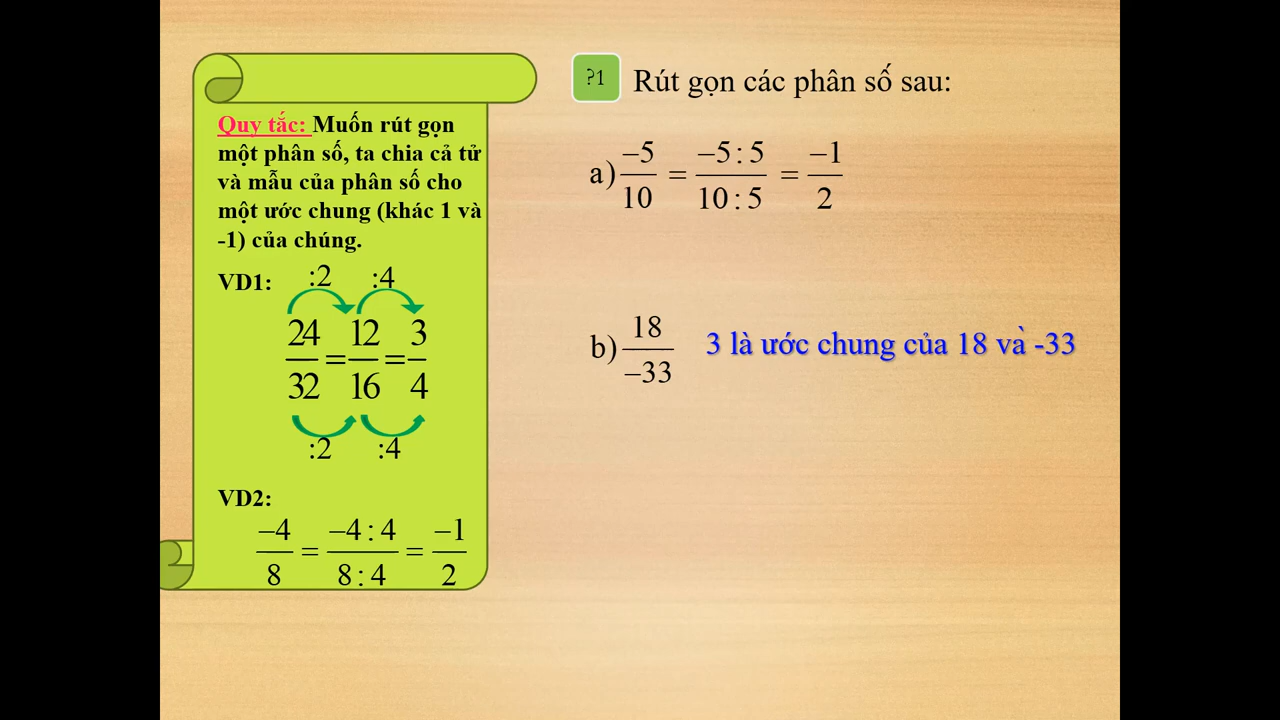 Quy tắc: Muốn rút gọn
một phân số, ta chia cả tử
và mẫu của phân số cho
một ước chung (khác 1 và
-1) của chúng.
VD1:
:2 :4
24/32 = 12/16 = 3/4
:2 :4
VD2:
–4/8 = –4 : 4/8 : 4 = –1/2
?1 Rút gọn các phân số sau:
a) –5/10 = –5 : 5/10 : 5 = –1/2
b) 18/–33 3 là ước chung của 18 và -33